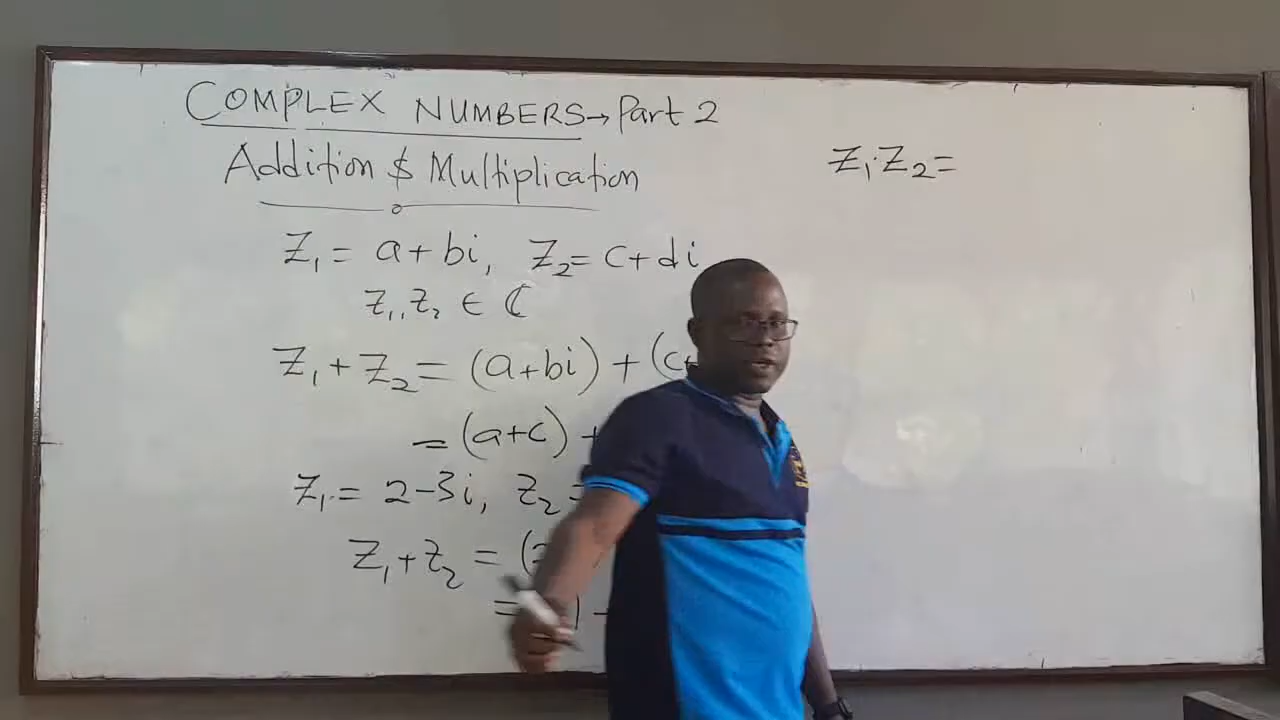 COMPLEX NUMBERS → Part 2
Addition & Multiplication
Z₁ = a + bi, Z₂ = c + di
Z₁, Z₂ ∈ ℂ
Z₁ + Z₂ = (a+bi) + (c+
= (a+c) +
Z₁ = 2 - 3i, Z₂ =
Z₁ + Z₂ = (
=
Z₁·Z₂ =